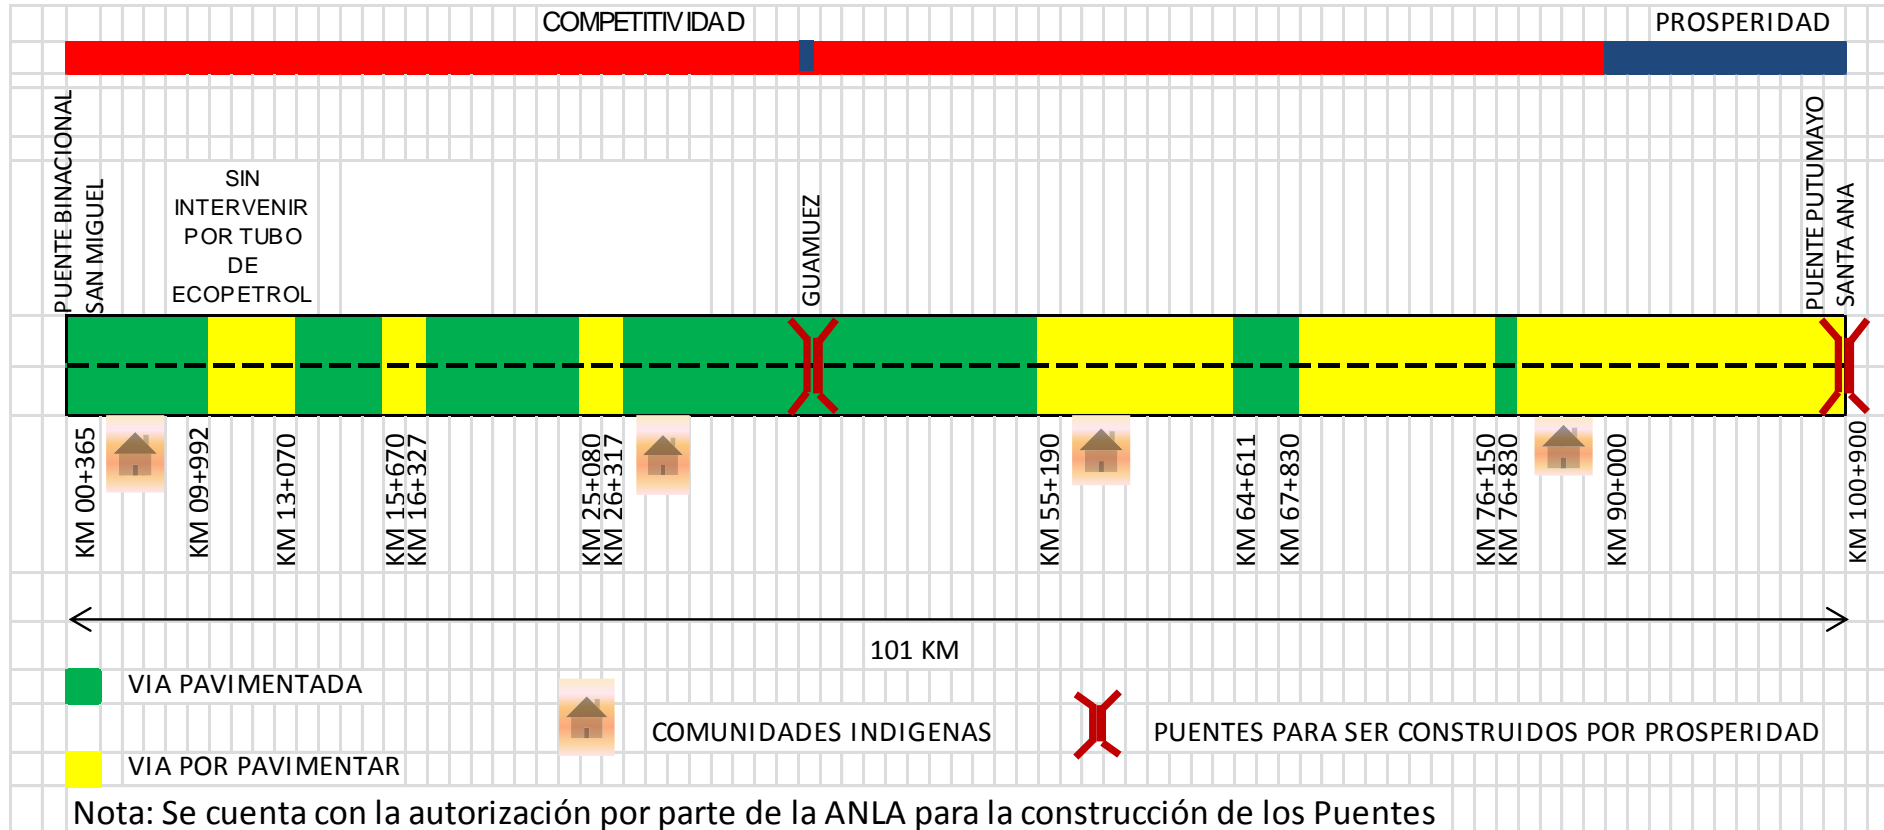 COMPETITIVIDAD
PROSPERIDAD
PUENTE BINACIONAL
SAN MIGUEL
SIN
INTERVENIR
POR TUBO
DE
ECOPETROL
GUAMUEZ
PUENTE PUTUMAYO
SANTA ANA
KM 00+365
KM 09+992
KM 13+070
KM 15+670
KM 16+327
KM 25+080
KM 26+317
KM 55+190
KM 64+611
KM 67+830
KM 76+150
KM 76+830
KM 90+000
KM 100+900
101 KM
VIA PAVIMENTADA
COMUNIDADES INDIGENAS
PUENTES PARA SER CONSTRUIDOS POR PROSPERIDAD
VIA POR PAVIMENTAR
Nota: Se cuenta con la autorización por parte de la ANLA para la construcción de los Puentes